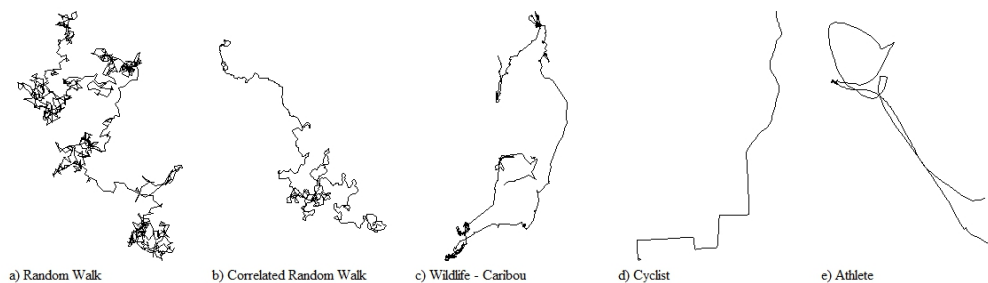 a) Random Walk
b) Correlated Random Walk
c) Wildlife - Caribou
d) Cyclist
e) Athlete